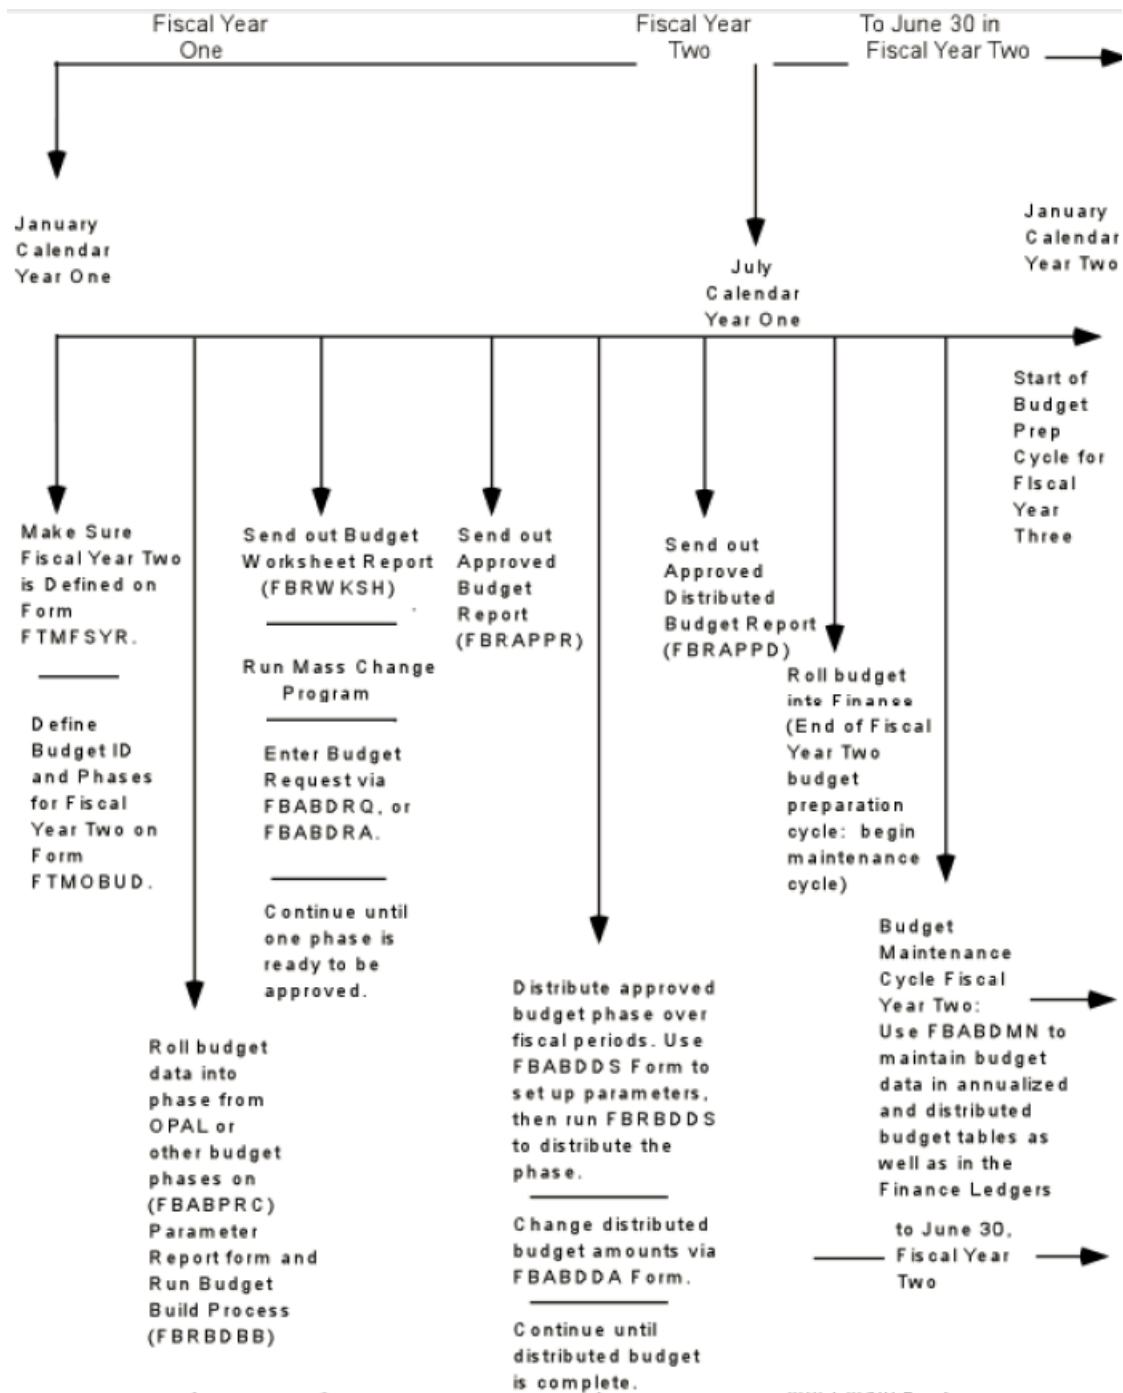 Fiscal Year
One
Fiscal Year
Two
To June 30 in
Fiscal Year Two
January
Calendar
Year One
July
Calendar
Year One
January
Calendar
Year Two
Start of
Budget
Prep
Cycle for
FIscal
Year
Three
Make Sure
Fiscal Year Two
is Defined on
Form
FTMFSYR.
Define
Budget ID
and Phases
for Fiscal
Year Two on
Form
FTMOBUD.
Roll budget
data into
phase from
OPAL or
other budget
phases on
(FBABPRC)
Parameter
Report form and
Run Budget
Build Process
(FBRBDBB)
Send out Budget
Worksheet Report
(FBRWKSH)
Run Mass Change
Program
Enter Budget
Request via
FBABDRQ, or
FBABDRA.
Continue until
one phase is
ready to be
approved.
Send out
Approved
Budget
Report
(FBRAPPR)
Distribute approved
budget phase over
fiscal periods. Use
FBABDDS Form to
set up parameters,
then run FBRBDDS
to distribute the
phase.
Change distributed
budget amounts via
FBABDDA Form.
Continue until
distributed budget
is complete.
Send out
Approved
Distributed
Budget Report
(FBRAPPD)
Roll budget
into Finance
(End of Fiscal
Year Two
budget
preparation
cycle: begin
maintenance
cycle)
Budget
Maintenance
Cycle Fiscal
Year Two:
Use FBABDMN to
maintain budget
data in annualized
and distributed
budget tables as
well as in the
Finance Ledgers
to June 30,
Fiscal Year
Two